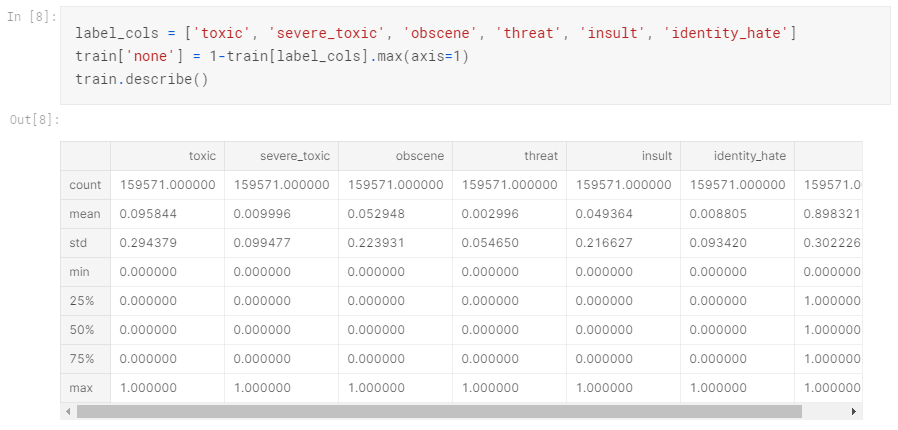 In [8]:
label_cols = ['toxic', 'severe_toxic', 'obscene', 'threat', 'insult', 'identity_hate']
train['none'] = 1-train[label_cols].max(axis=1)
train.describe()
Out[8]:
toxic severe_toxic obscene threat insult identity_hate
count 159571.000000 159571.000000 159571.000000 159571.000000 159571.000000 159571.000000 159571.0
mean 0.095844 0.009996 0.052948 0.002996 0.049364 0.008805 0.898321
std 0.294379 0.099477 0.223931 0.054650 0.216627 0.093420 0.302226
min 0.000000 0.000000 0.000000 0.000000 0.000000 0.000000 0.000000
25% 0.000000 0.000000 0.000000 0.000000 0.000000 0.000000 1.000000
50% 0.000000 0.000000 0.000000 0.000000 0.000000 0.000000 1.000000
75% 0.000000 0.000000 0.000000 0.000000 0.000000 0.000000 1.000000
max 1.000000 1.000000 1.000000 1.000000 1.000000 1.000000 1.000000